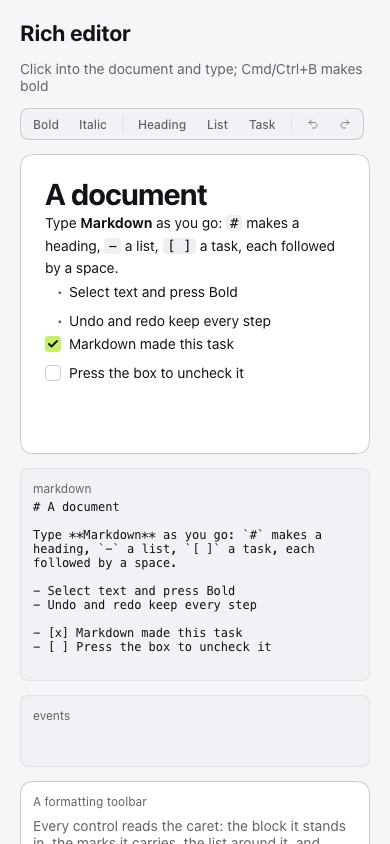 Rich editor
Click into the document and type; Cmd/Ctrl+B makes
bold
Bold Italic Heading List Task
A document
Type Markdown as you go: # makes a
heading, – a list, [ ] a task, each followed
by a space.
• Select text and press Bold
• Undo and redo keep every step
Markdown made this task
Press the box to uncheck it
markdown
# A document
Type **Markdown** as you go: `#` makes a
heading, `–` a list, `[ ]` a task, each
followed by a space.
– Select text and press Bold
– Undo and redo keep every step
– [x] Markdown made this task
– [ ] Press the box to uncheck it
events
A formatting toolbar
Every control reads the caret: the block it stands
in, the marks it carries, the list around it, and